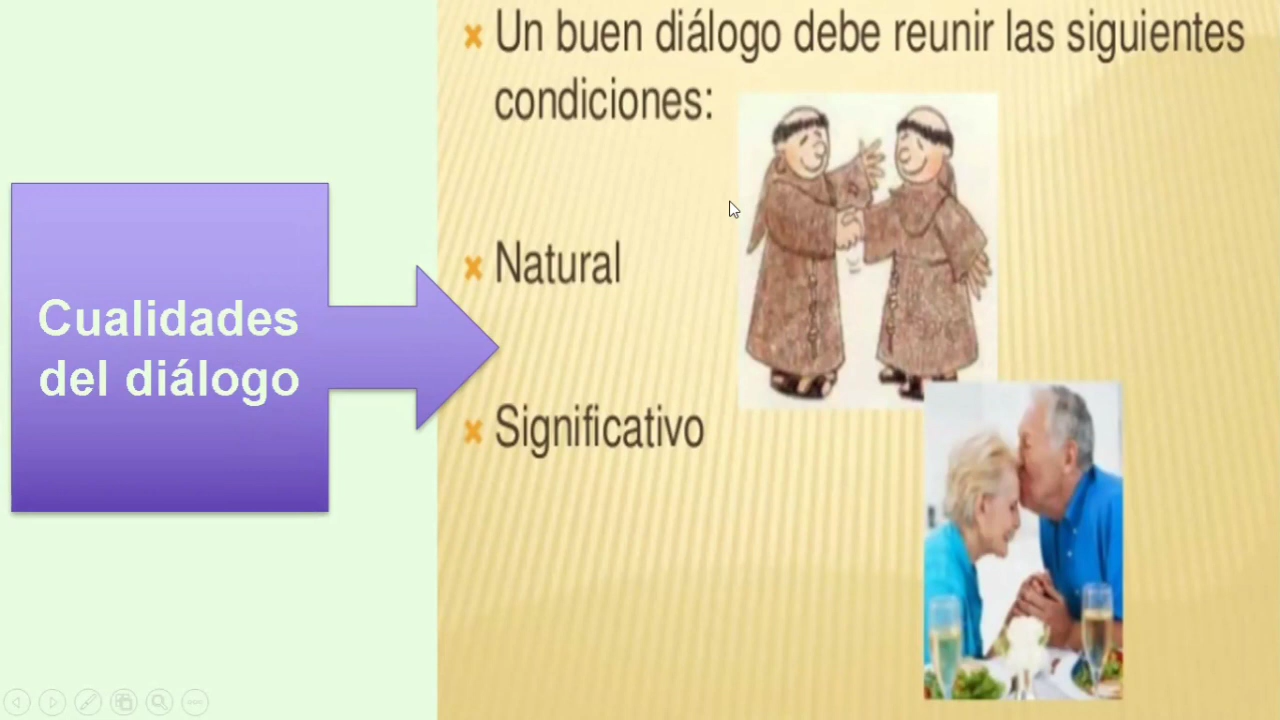 Cualidades
del diálogo
Un buen diálogo debe reunir las siguientes
condiciones:
Natural
Significativo